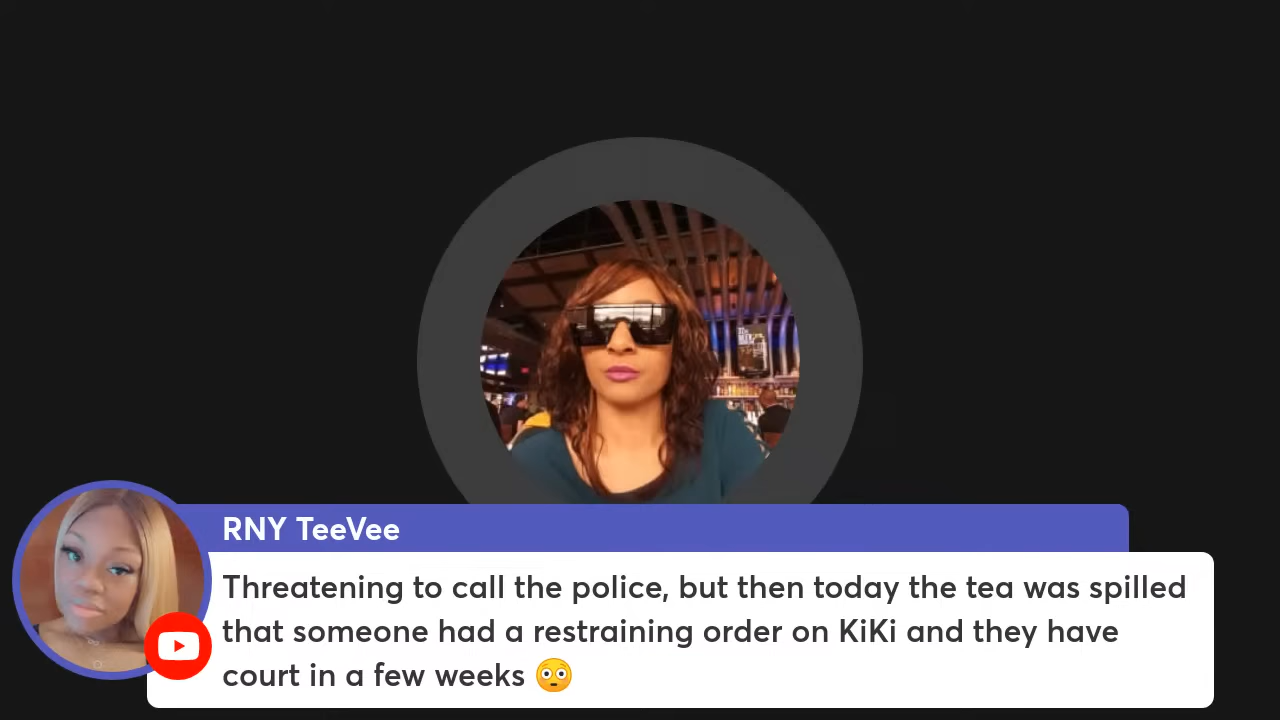 RNY TeeVee
Threatening to call the police, but then today the tea was spilled
that someone had a restraining order on KiKi and they have
court in a few weeks 😳